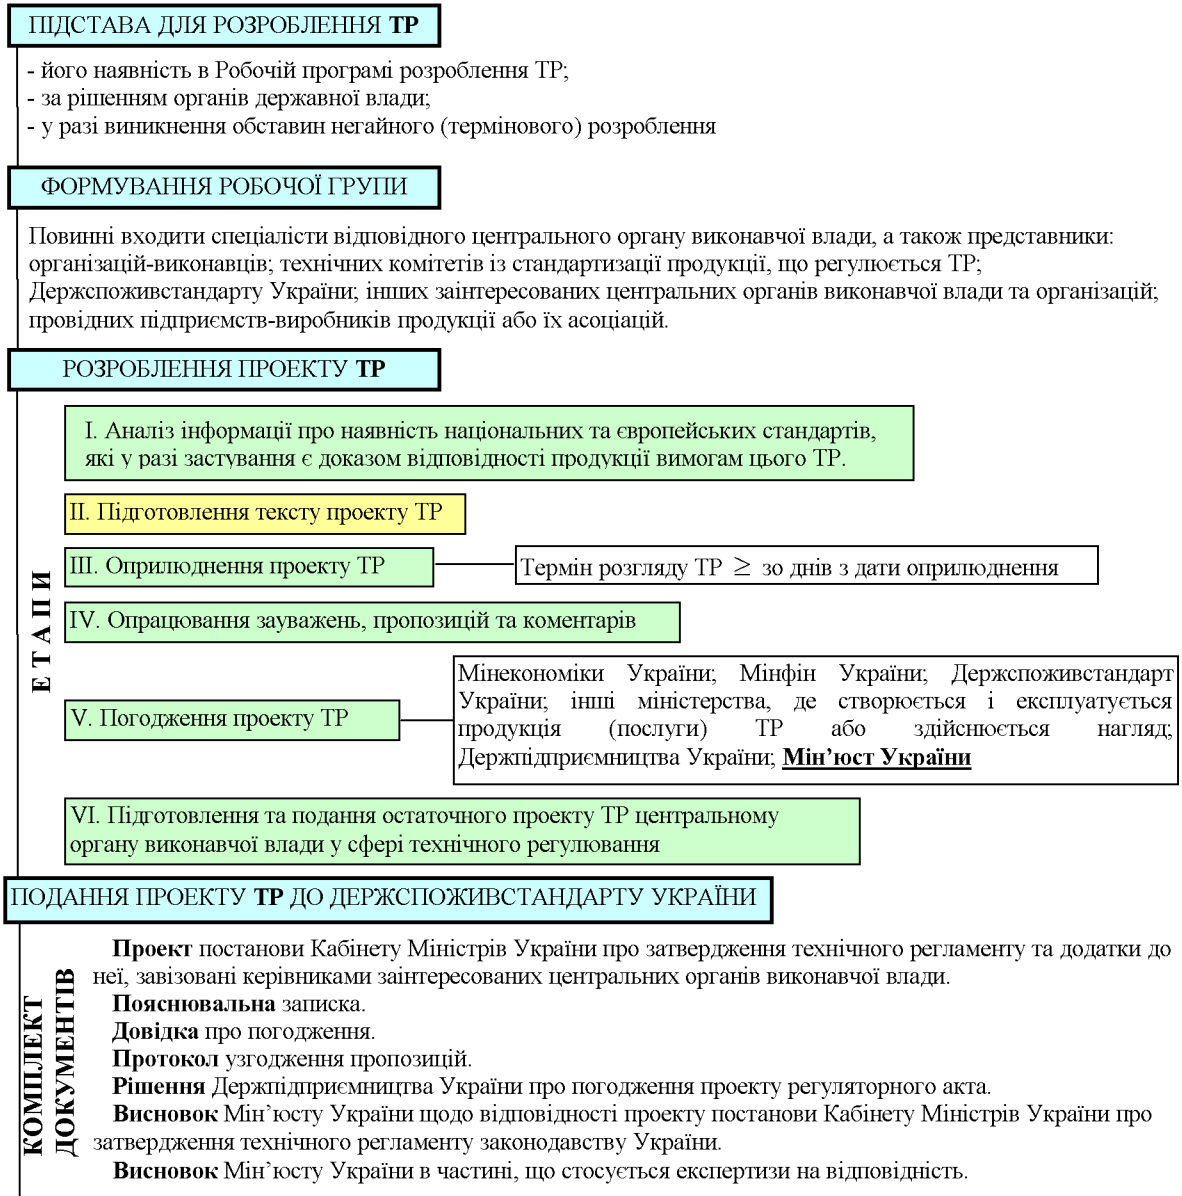 ПІДСТАВА ДЛЯ РОЗРОБЛЕННЯ ТР
- його наявність в Робочій програмі розроблення ТР;
- за рішенням органів державної влади;
- у разі виникнення обставин негайного (термінового) розроблення
ФОРМУВАННЯ РОБОЧОЇ ГРУПИ
Повинні входити спеціалісти відповідного центрального органу виконавчої влади, а також представники:
організацій-виконавців; технічних комітетів із стандартизації продукції, що регулюється ТР;
Держспоживстандарту України; інших заінтересованих центральних органів виконавчої влади та організацій;
провідних підприємств-виробників продукції або їх асоціацій.
РОЗРОБЛЕННЯ ПРОЕКТУ ТР
ЕТАПИ
I. Аналіз інформації про наявність національних та європейських стандартів,
які у разі застування є доказом відповідності продукції вимогам цього ТР.
II. Підготовлення тексту проекту ТР
III. Оприлюднення проекту ТР
Термін розгляду ТР ≥ зо днів з дати оприлюднення
IV. Опрацювання зауважень, пропозицій та коментарів
V. Погодження проекту ТР
Мінекономіки України; Мінфін України; Держспоживстандарт
України; інші міністерства, де створюється і експлуатується
продукція (послуги) ТР або здійснюється нагляд;
Держпідприємництва України; Мін’юст України
VI. Підготовлення та подання остаточного проекту ТР центральному
органу виконавчої влади у сфері технічного регулювання
ПОДАННЯ ПРОЕКТУ ТР ДО ДЕРЖСПОЖИВСТАНДАРТУ УКРАЇНИ
КОМПЛЕКТ
ДОКУМЕНТІВ
Проект постанови Кабінету Міністрів України про затвердження технічного регламенту та додатки до
неї, завізовані керівниками заінтересованих центральних органів виконавчої влади.
Пояснювальна записка.
Довідка про погодження.
Протокол узгодження пропозицій.
Рішення Держпідприємництва України про погодження проекту регуляторного акта.
Висновок Мін’юсту України щодо відповідності проекту постанови Кабінету Міністрів України про
затвердження технічного регламенту законодавству України.
Висновок Мін’юсту України в частині, що стосується експертизи на відповідність.